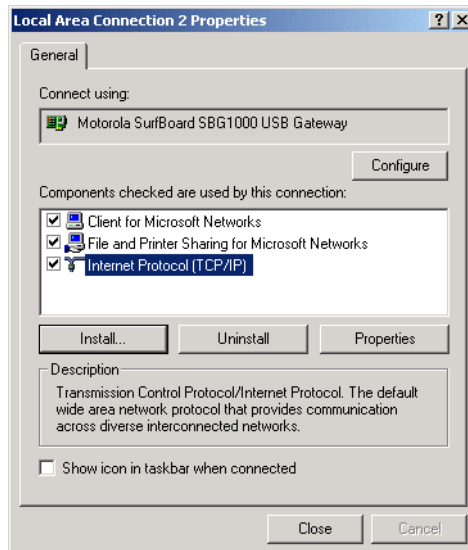 Local Area Connection 2 Properties
General
Connect using:
Motorola SurfBoard SBG1000 USB Gateway
Configure
Components checked are used by this connection:
Client for Microsoft Networks
File and Printer Sharing for Microsoft Networks
Internet Protocol (TCP/IP)
Install... Uninstall Properties
Description
Transmission Control Protocol/Internet Protocol. The default
wide area network protocol that provides communication
across diverse interconnected networks.
Show icon in taskbar when connected
Close Cancel